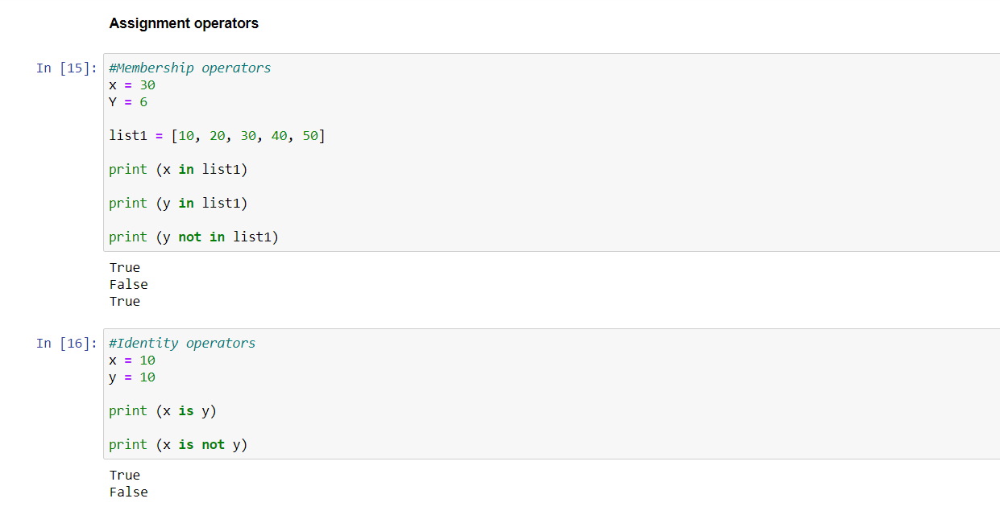 Assignment operators
In [15]: #Membership operators
x = 30
Y = 6
list1 = [10, 20, 30, 40, 50]
print (x in list1)
print (y in list1)
print (y not in list1)
True
False
True
In [16]: #Identity operators
x = 10
y = 10
print (x is y)
print (x is not y)
True
False